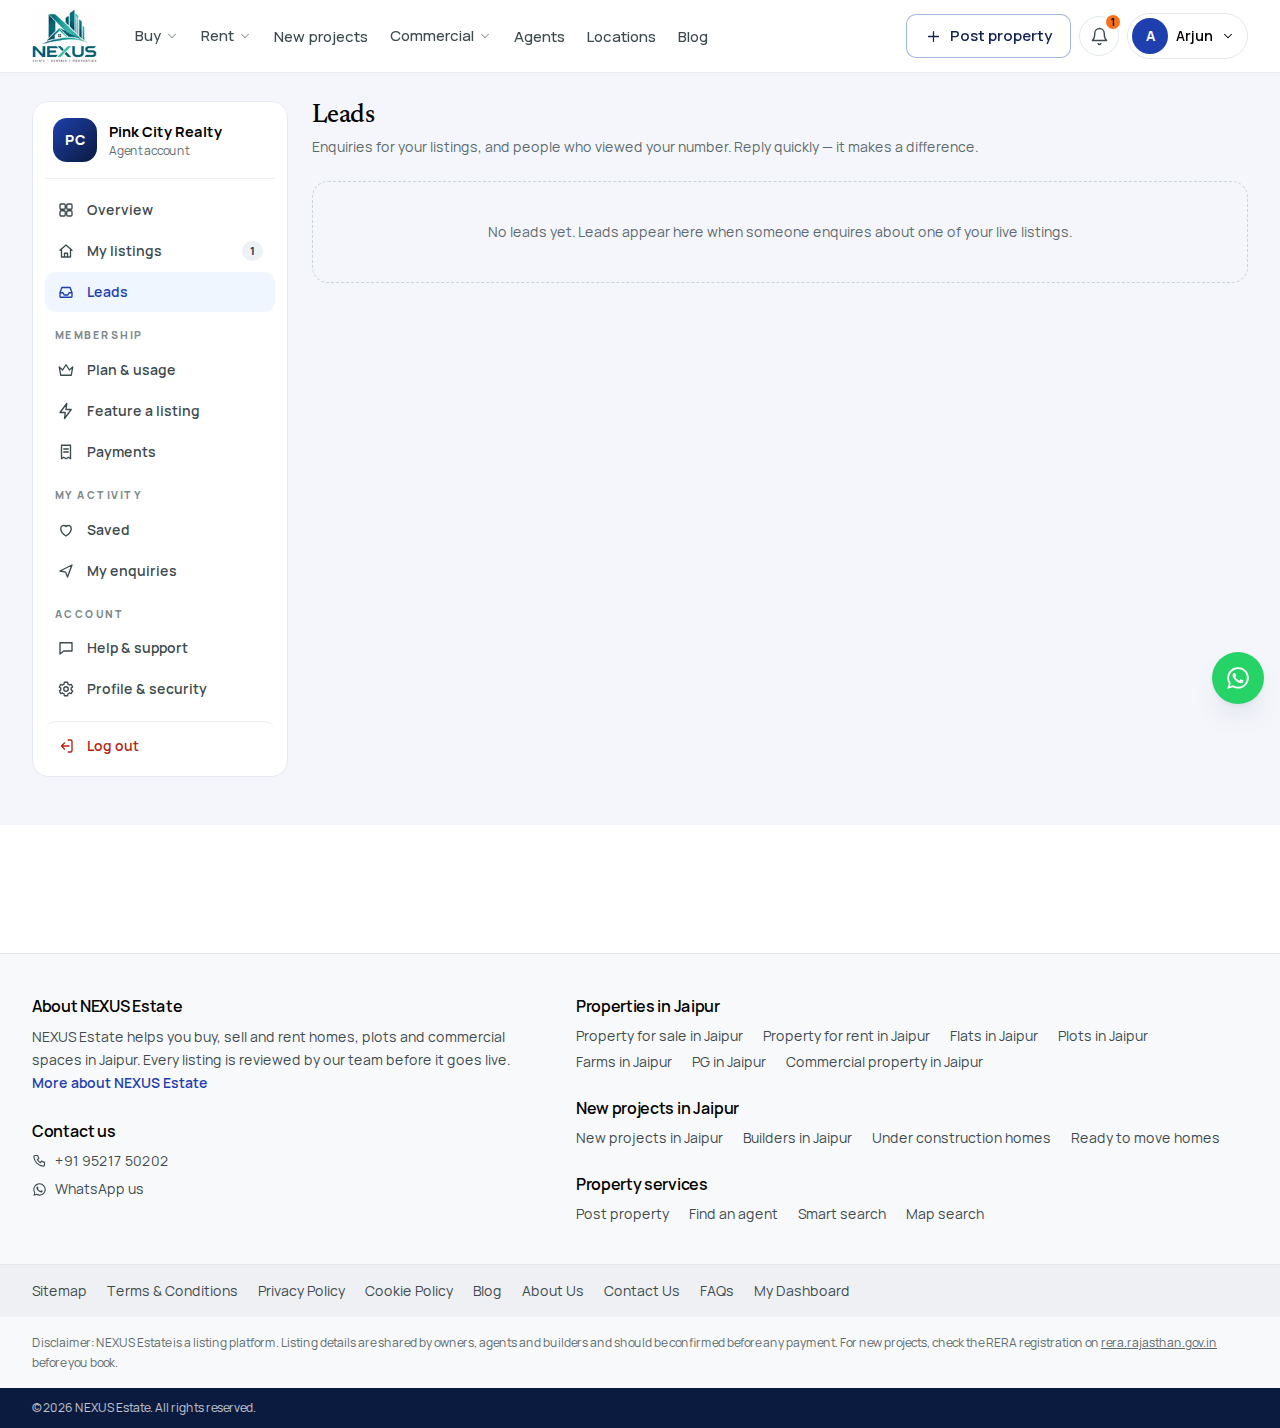 NEXUS
Buy
Rent
New projects
Commercial
Agents
Locations
Blog
Post property
1
A
Arjun
PC
Pink City Realty
Agent account
Overview
My listings
1
Leads
MEMBERSHIP
Plan & usage
Feature a listing
Payments
MY ACTIVITY
Saved
My enquiries
ACCOUNT
Help & support
Profile & security
Log out
Leads
Enquiries for your listings, and people who viewed your number. Reply quickly — it makes a difference.
No leads yet. Leads appear here when someone enquires about one of your live listings.
About NEXUS Estate
NEXUS Estate helps you buy, sell and rent homes, plots and commercial
spaces in Jaipur. Every listing is reviewed by our team before it goes live.
More about NEXUS Estate
Contact us
+91 95217 50202
WhatsApp us
Properties in Jaipur
Property for sale in Jaipur Property for rent in Jaipur Flats in Jaipur Plots in Jaipur
Farms in Jaipur PG in Jaipur Commercial property in Jaipur
New projects in Jaipur
New projects in Jaipur Builders in Jaipur Under construction homes Ready to move homes
Property services
Post property Find an agent Smart search Map search
Sitemap Terms & Conditions Privacy Policy Cookie Policy Blog About Us Contact Us FAQs My Dashboard
Disclaimer: NEXUS Estate is a listing platform. Listing details are shared by owners, agents and builders and should be confirmed before any payment. For new projects, check the RERA registration on rera.rajasthan.gov.in
before you book.
© 2026 NEXUS Estate. All rights reserved.